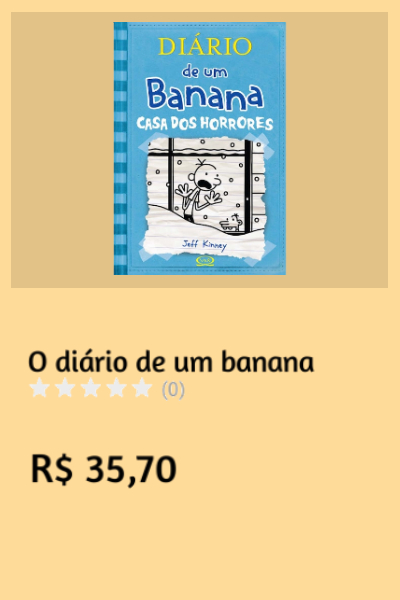 DIÁRIO
de um
Banana
CASA DOS HORRORES
Jeff Kinney
O diário de um banana
(0)
R$ 35,70